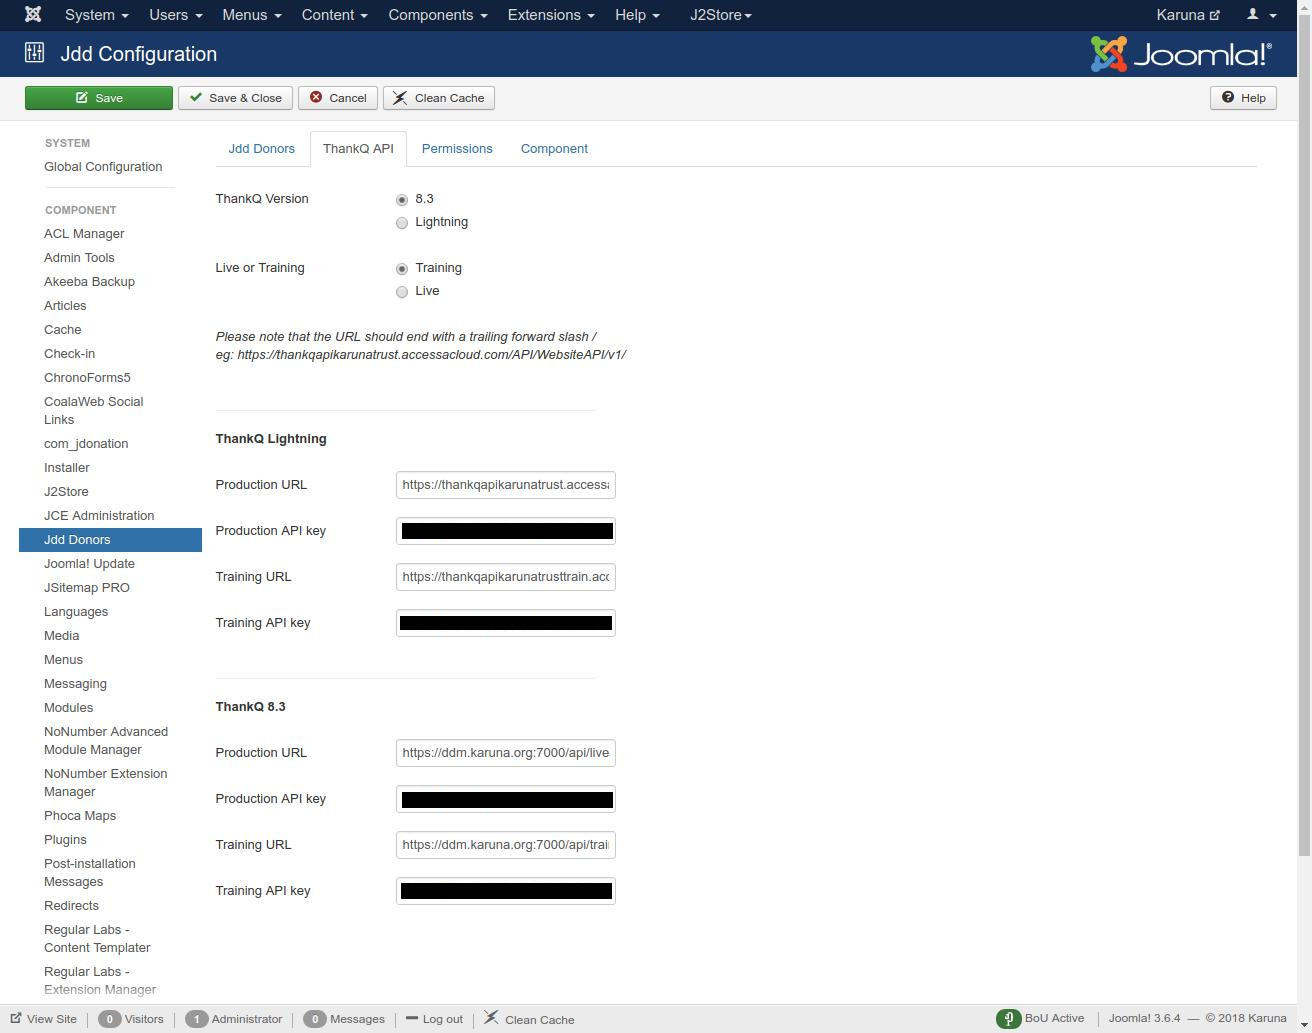 System Users Menus Content Components Extensions Help J2Store Karuna
Jdd Configuration
Joomla!®
Save
Save & Close
Cancel
Clean Cache
Help
SYSTEM
Global Configuration
COMPONENT
ACL Manager
Admin Tools
Akeeba Backup
Articles
Cache
Check-in
ChronoForms5
CoalaWeb Social
Links
com_jdonation
Installer
J2Store
JCE Administration
Jdd Donors
Joomla! Update
JSitemap PRO
Languages
Media
Menus
Messaging
Modules
NoNumber Advanced
Module Manager
NoNumber Extension
Manager
Phoca Maps
Plugins
Post-installation
Messages
Redirects
Regular Labs -
Content Templater
Regular Labs -
Extension Manager
Jdd Donors ThankQ API Permissions Component
ThankQ Version
8.3
Lightning
Live or Training
Training
Live
Please note that the URL should end with a trailing forward slash /
eg: https://thankqapikarunatrust.accessacloud.com/API/WebsiteAPI/v1/
ThankQ Lightning
Production URL
https://thankqapikarunatrust.access
Production API key
Training URL
https://thankqapikarunatrusttrain.acc
Training API key
ThankQ 8.3
Production URL
https://ddm.karuna.org:7000/api/live
Production API key
Training URL
https://ddm.karuna.org:7000/api/trai
Training API key
View Site 0 Visitors 1 Administrator 0 Messages Log out Clean Cache BoU Active Joomla! 3.6.4 — © 2018 Karuna